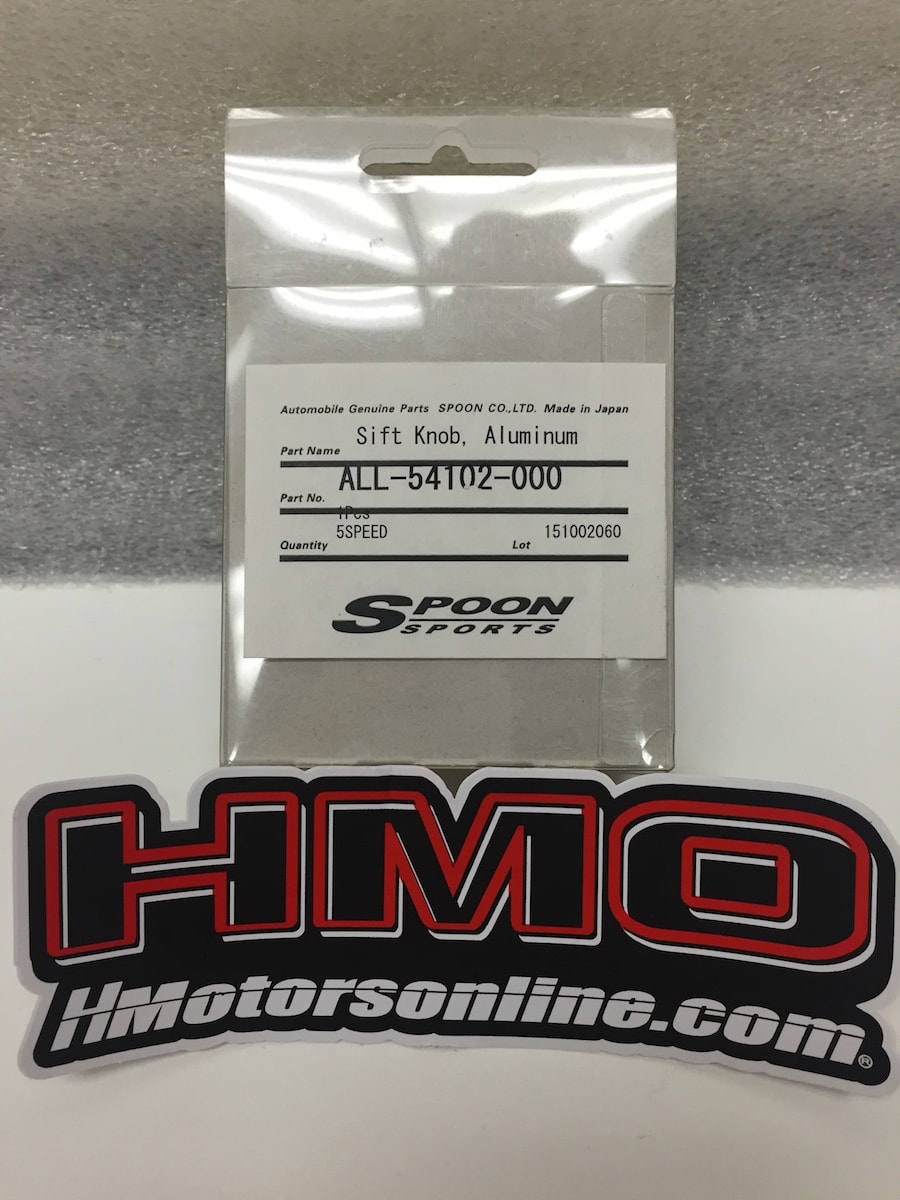 Automobile Genuine Parts SPOON CO.,LTD. Made in Japan
Part Name Sift Knob, Aluminum
Part No. ALL-54102-000
1Pcs
5SPEED
Quantity Lot 151002060
SPOON
SPORTS
HMO
HMotorsonline.com®